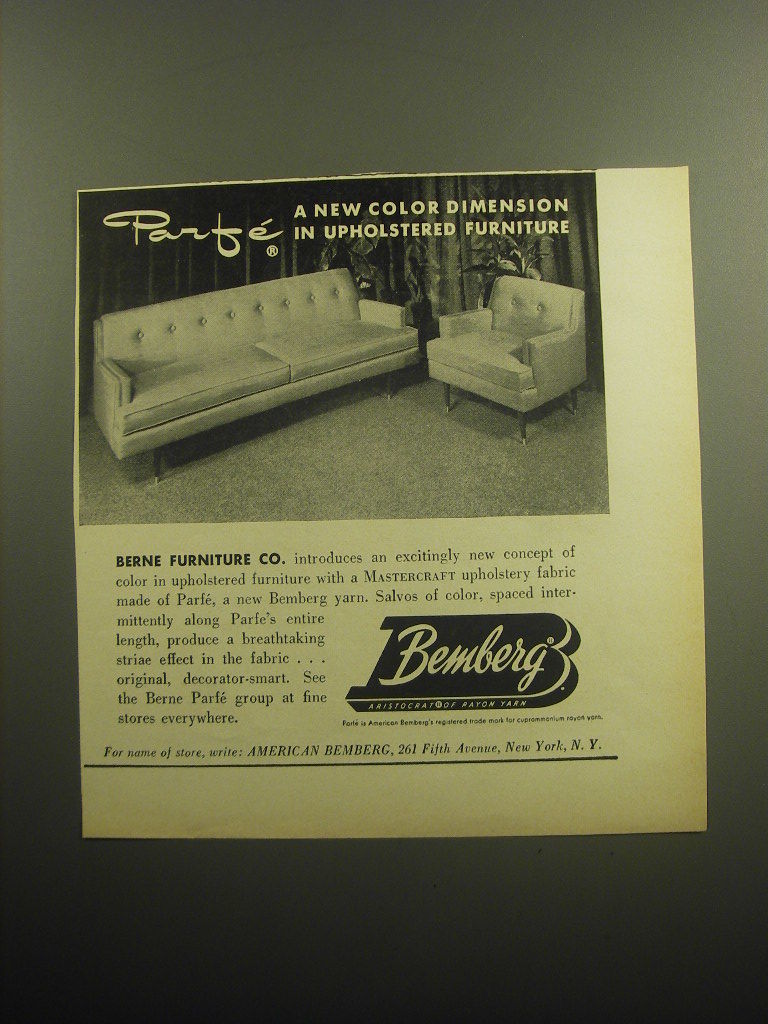 Parfé®
A NEW COLOR DIMENSION
IN UPHOLSTERED FURNITURE
BERNE FURNITURE CO. introduces an excitingly new concept of
color in upholstered furniture with a MASTERCRAFT upholstery fabric
made of Parfé, a new Bemberg yarn. Salvos of color, spaced inter-
mittently along Parfe's entire
length, produce a breathtaking
striae effect in the fabric . . .
original, decorator-smart. See
the Berne Parfé group at fine
stores everywhere.
Bemberg®
ARISTOCRAT® OF RAYON YARN
Parfé is American Bemberg's registered trade mark for cuprammonium rayon yarn.
For name of store, write: AMERICAN BEMBERG, 261 Fifth Avenue, New York, N. Y.